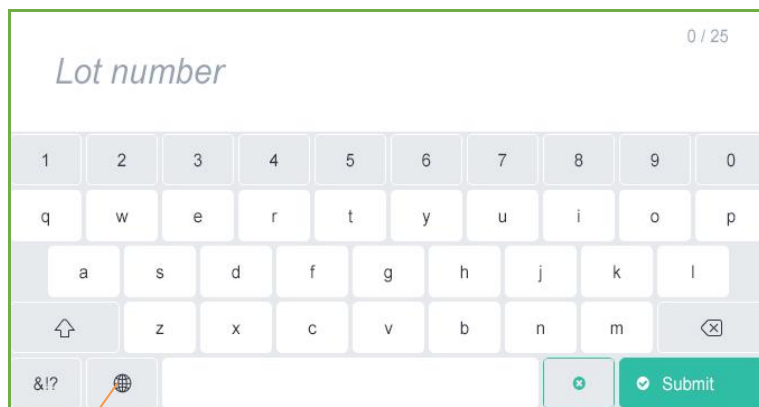 0 / 25
Lot number
1 2 3 4 5 6 7 8 9 0
q w e r t y u i o p
a s d f g h j k l
z x c v b n m
&!? Submit